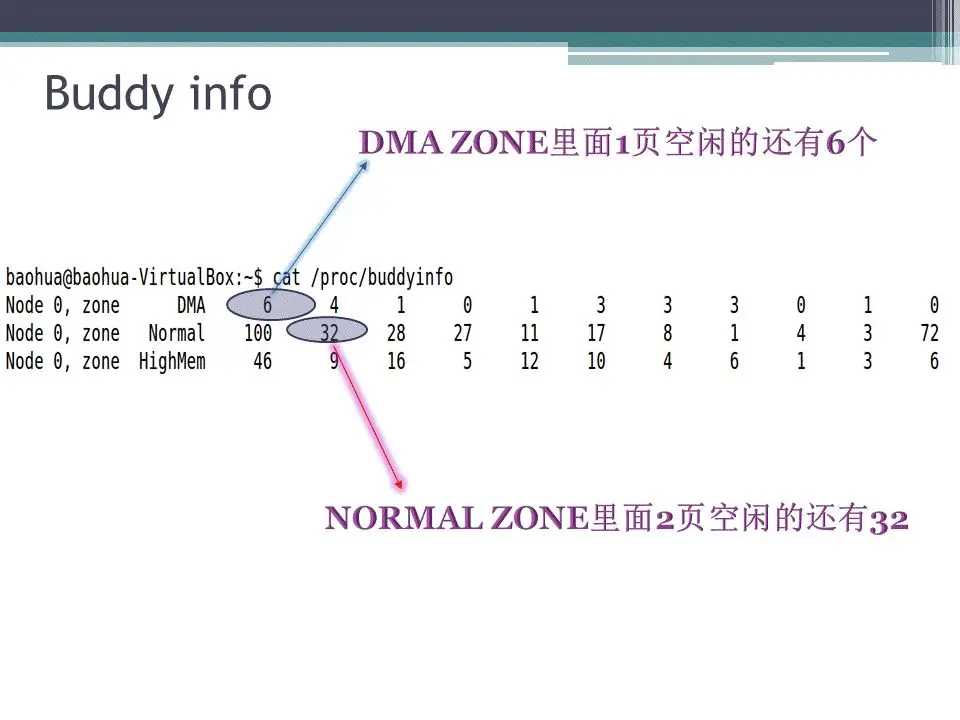 Buddy info
DMA ZONE里面1页空闲的还有6个
baohua@baohua-VirtualBox:~$ cat /proc/buddyinfo
Node 0, zone DMA 6 4 1 0 1 3 3 3 0 1 0
Node 0, zone Normal 100 32 28 27 11 17 8 1 4 3 72
Node 0, zone HighMem 46 9 16 5 12 10 4 6 1 3 6
NORMAL ZONE里面2页空闲的还有32